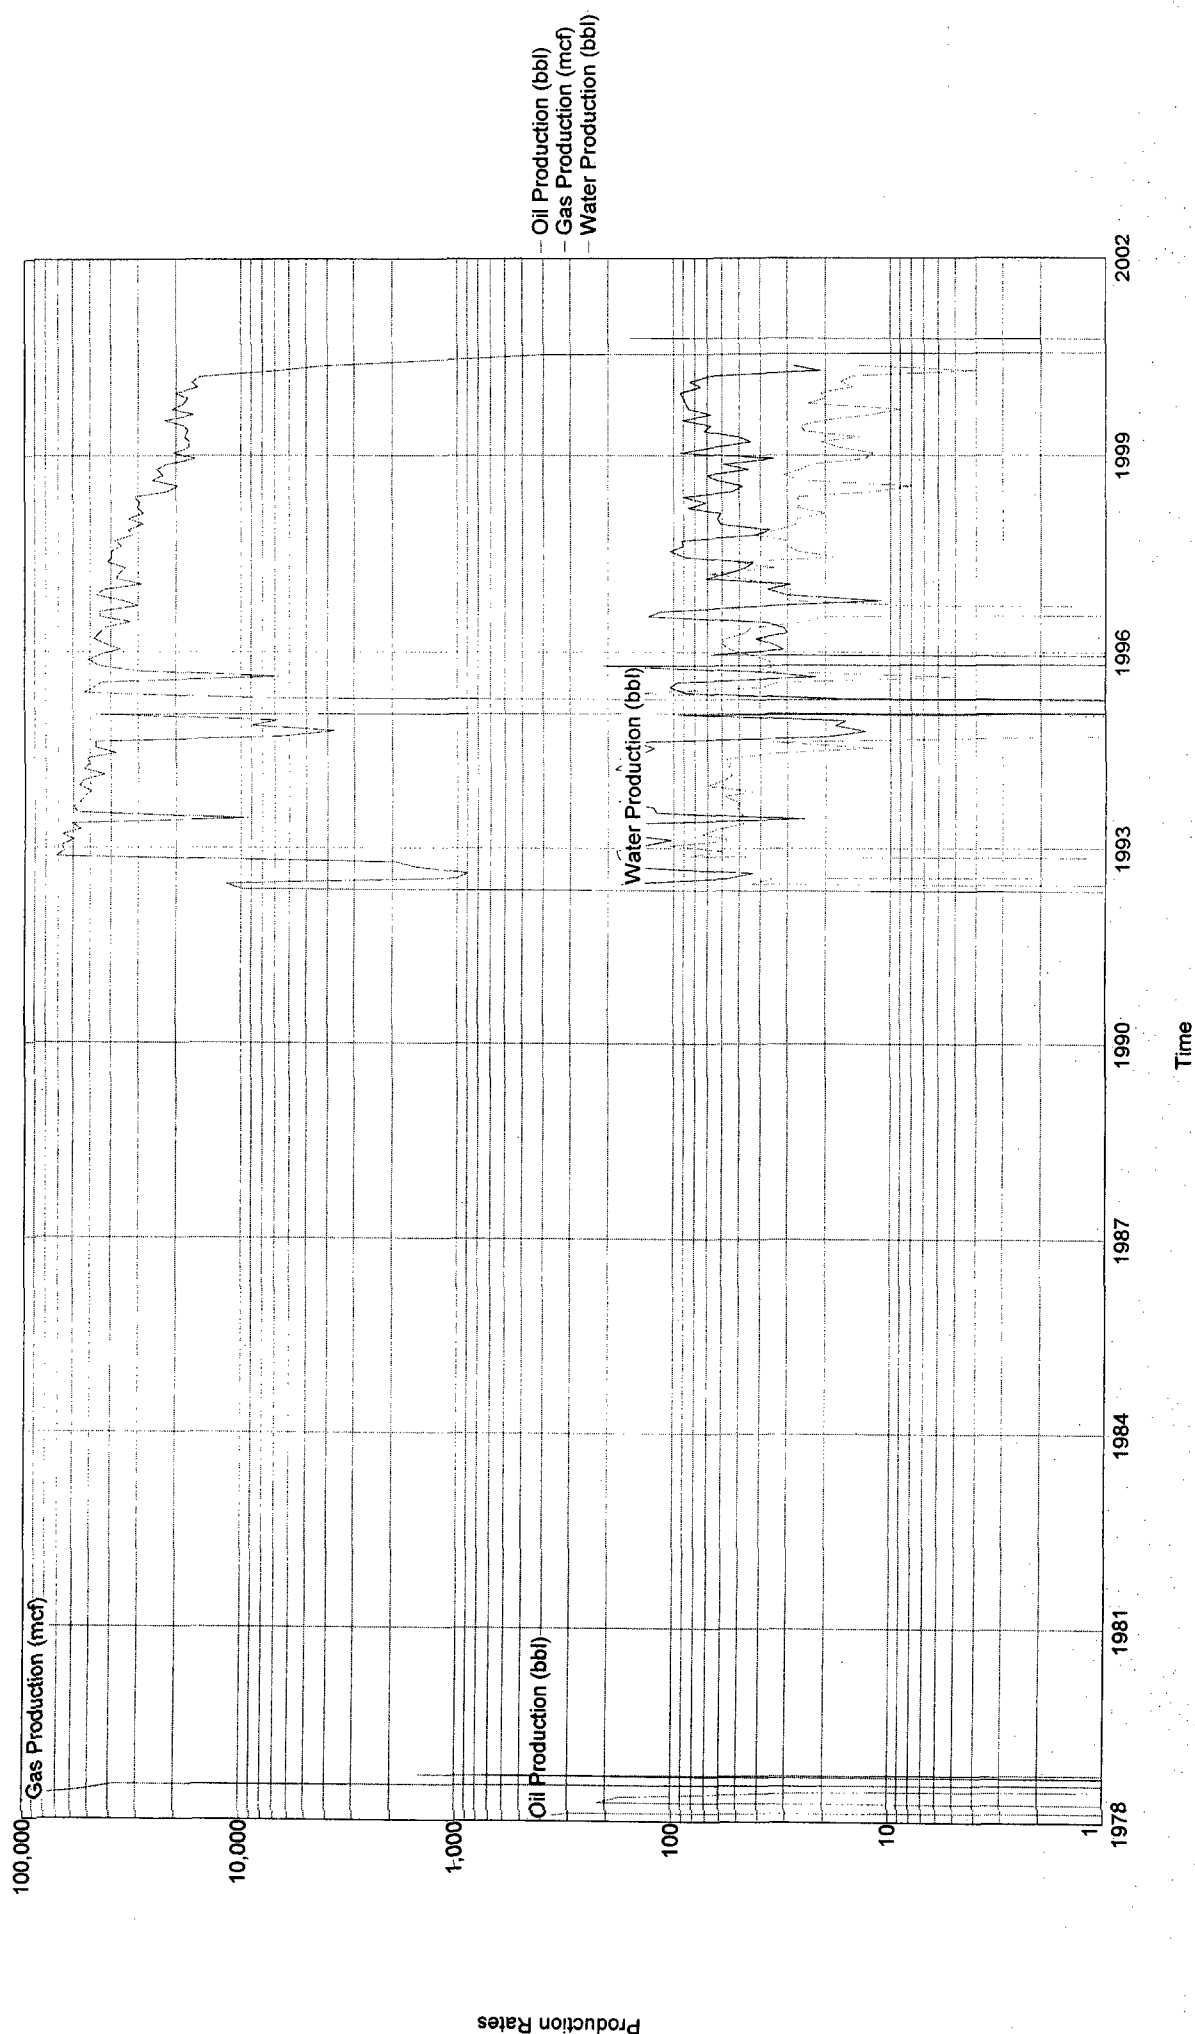 Production Rates
100,000
10,000
1,000
100
10
1
Gas Production (mcf)
Oil Production (bbl)
Water Production (bbl)
1978
1981
1984
1987
1990
1993
1996
1999
2002
Time
Oil Production (bbl)
Gas Production (mcf)
Water Production (bbl)